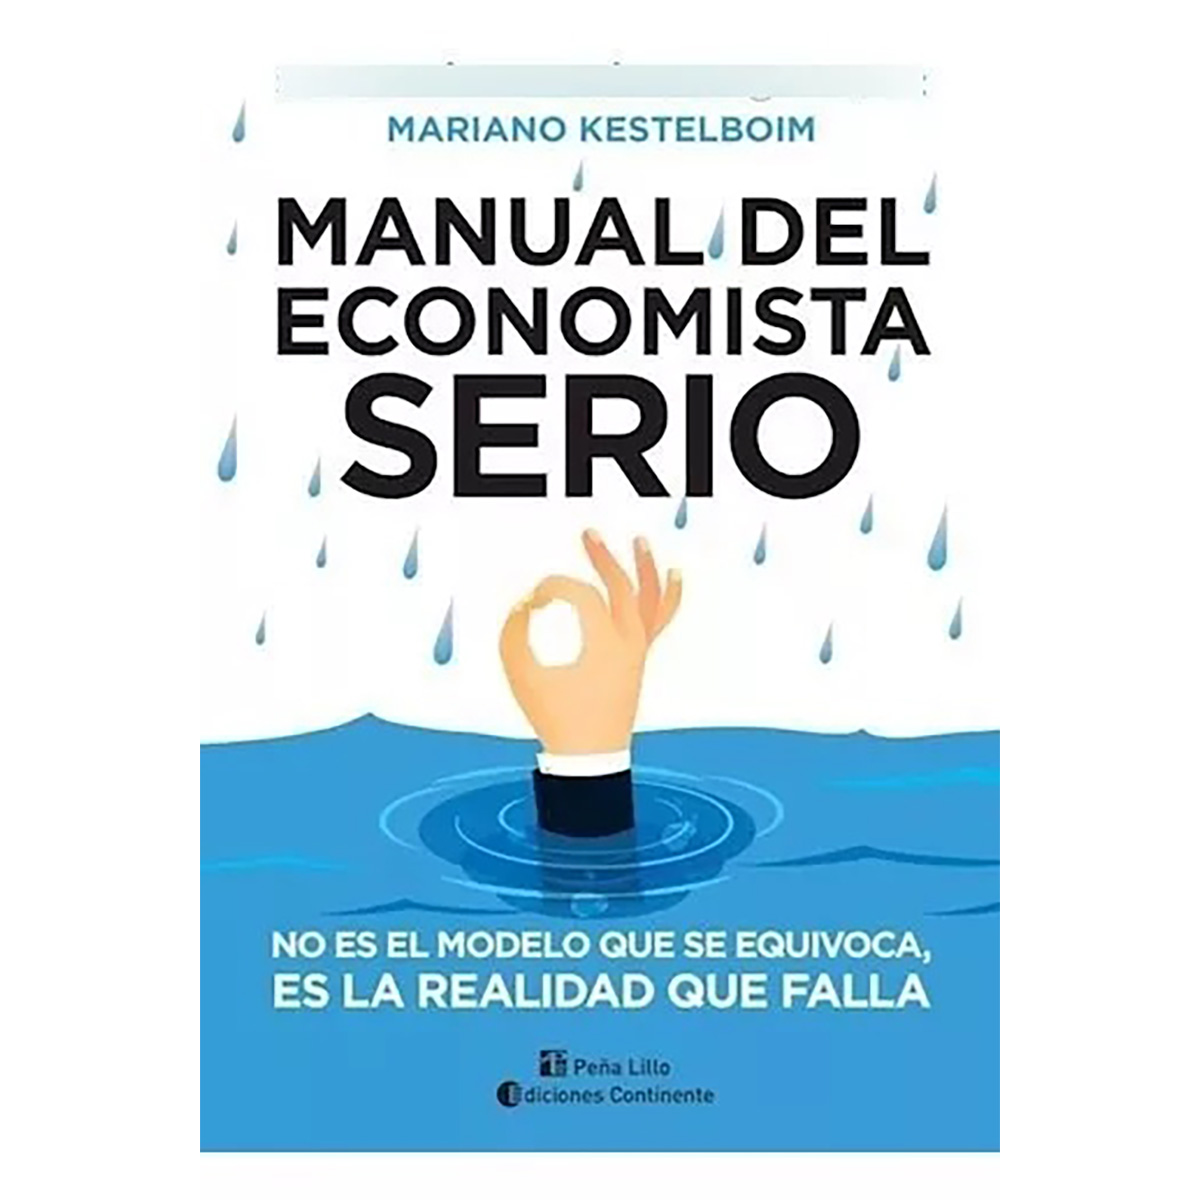 MARIANO KESTELBOIM
MANUAL DEL
ECONOMISTA
SERIO
NO ES EL MODELO QUE SE EQUIVOCA,
ES LA REALIDAD QUE FALLA
Peña Lillo
Ediciones Continente